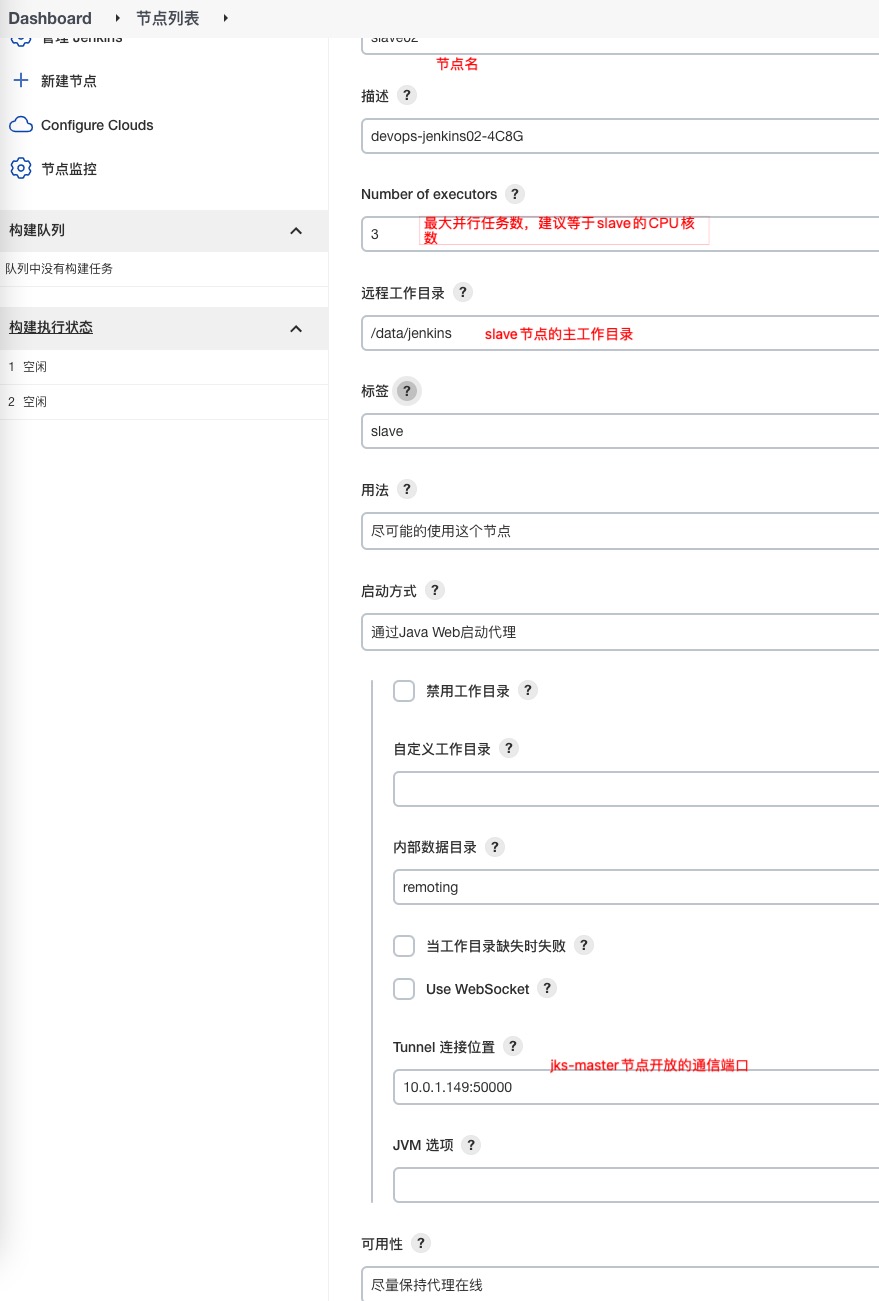 Dashboard 节点列表
管理 Jenkins
新建节点
Configure Clouds
节点监控
构建队列
队列中没有构建任务
构建执行状态
1 空闲
2 空闲
slave02
节点名
描述 ?
devops-jenkins02-4C8G
Number of executors ?
3
最大并行任务数，建议等于slave的CPU核
数
远程工作目录 ?
/data/jenkins
slave节点的主工作目录
标签 ?
slave
用法 ?
尽可能的使用这个节点
启动方式 ?
通过Java Web启动代理
禁用工作目录 ?
自定义工作目录 ?
内部数据目录 ?
remoting
当工作目录缺失时失败 ?
Use WebSocket ?
Tunnel 连接位置 ?
jks-master节点开放的通信端口
10.0.1.149:50000
JVM 选项 ?
可用性 ?
尽量保持代理在线